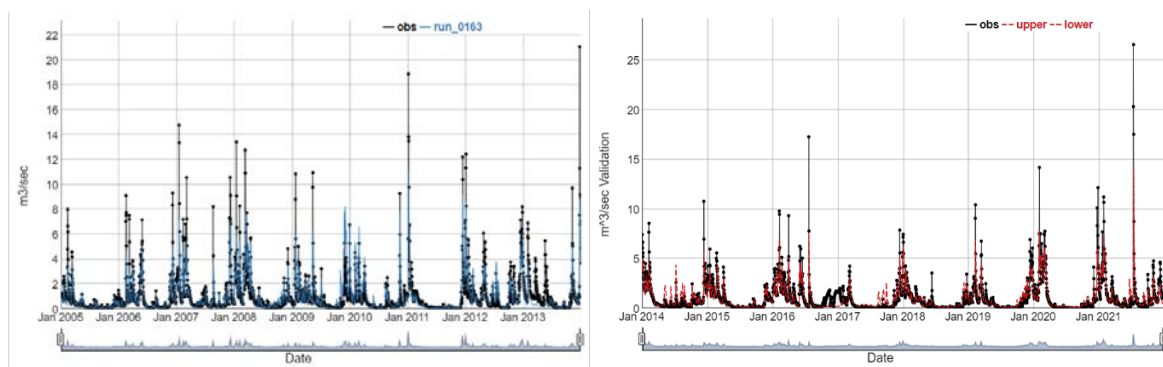 obs run_0163
22
20
18
16
14
12
10
8
6
4
2
0
m3/sec
Jan 2005 Jan 2006 Jan 2007 Jan 2008 Jan 2009 Jan 2010 Jan 2011 Jan 2012 Jan 2013
Date
obs upper lower
25
20
15
10
5
0
m^3/sec Validation
Jan 2014 Jan 2015 Jan 2016 Jan 2017 Jan 2018 Jan 2019 Jan 2020 Jan 2021
Date